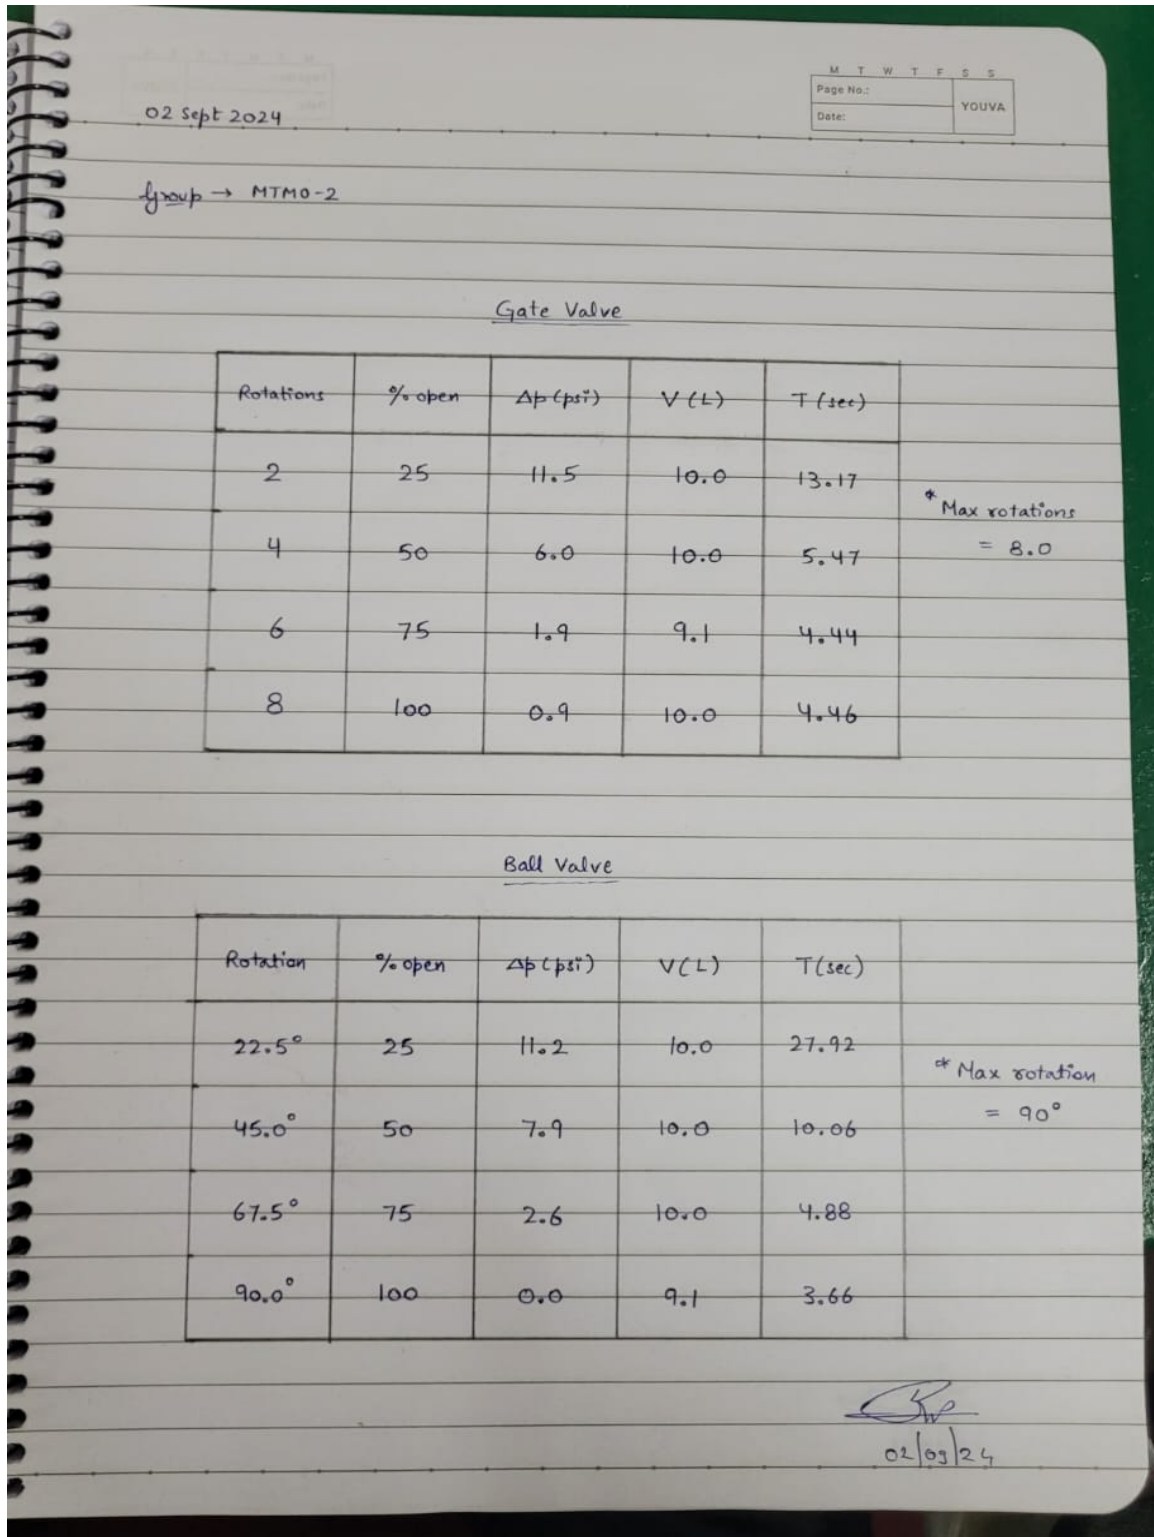 M T W T F S S
Page No.:
YOUVA
Date:
02 Sept 2024
Group → MTMO-2
Gate Valve
Rotations % open Δp (psi) V (L) T (sec)
2 25 11.5 10.0 13.17
* Max rotations
= 8.0
4 50 6.0 10.0 5.47
6 75 1.9 9.1 4.44
8 100 0.9 10.0 4.46
Ball Valve
Rotation % open Δp (psi) V (L) T (sec)
22.5° 25 11.2 10.0 27.92
* Max rotation
= 90°
45.0° 50 7.9 10.0 10.06
67.5° 75 2.6 10.0 4.88
90.0° 100 0.0 9.1 3.66
02/09/24